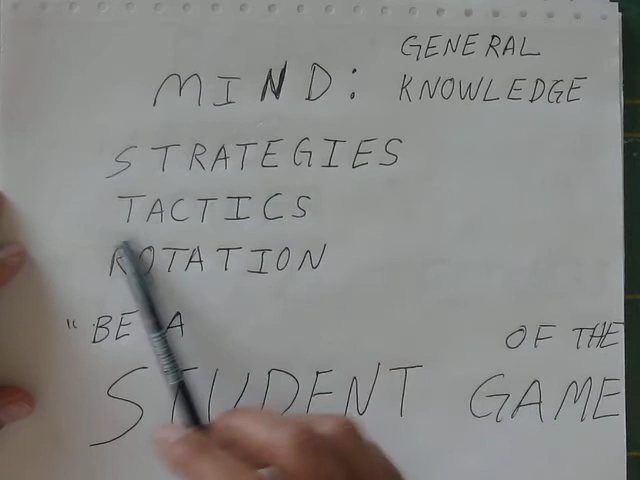 MIND: GENERAL KNOWLEDGE
STRATEGIES
TACTICS
ROTATION
"BE A
STUDENT
OF THE
GAME